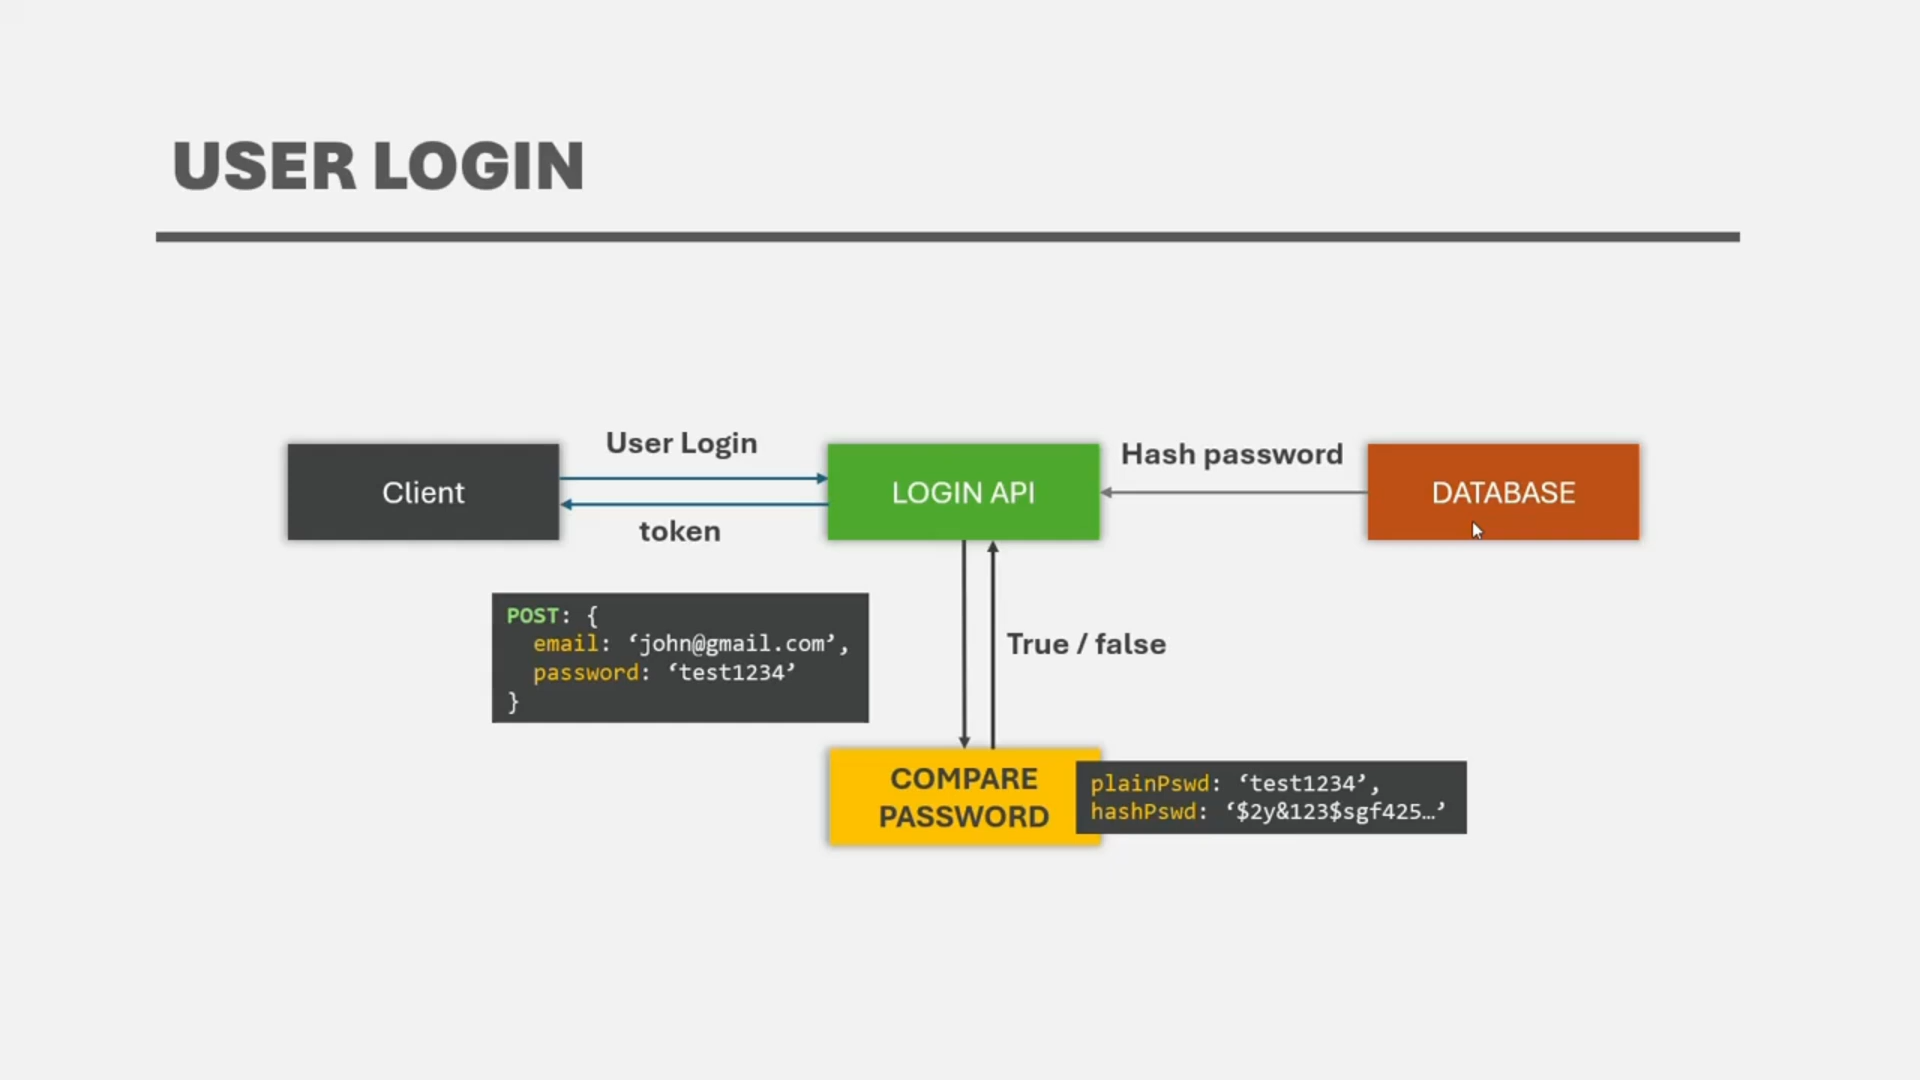 USER LOGIN
User Login
Client
LOGIN API
Hash password
DATABASE
token
POST: {
email: ‘john@gmail.com’,
password: ‘test1234’
}
True / false
COMPARE
PASSWORD
plainPswd: ‘test1234’,
hashPswd: ‘$2y&123$sgf425…’